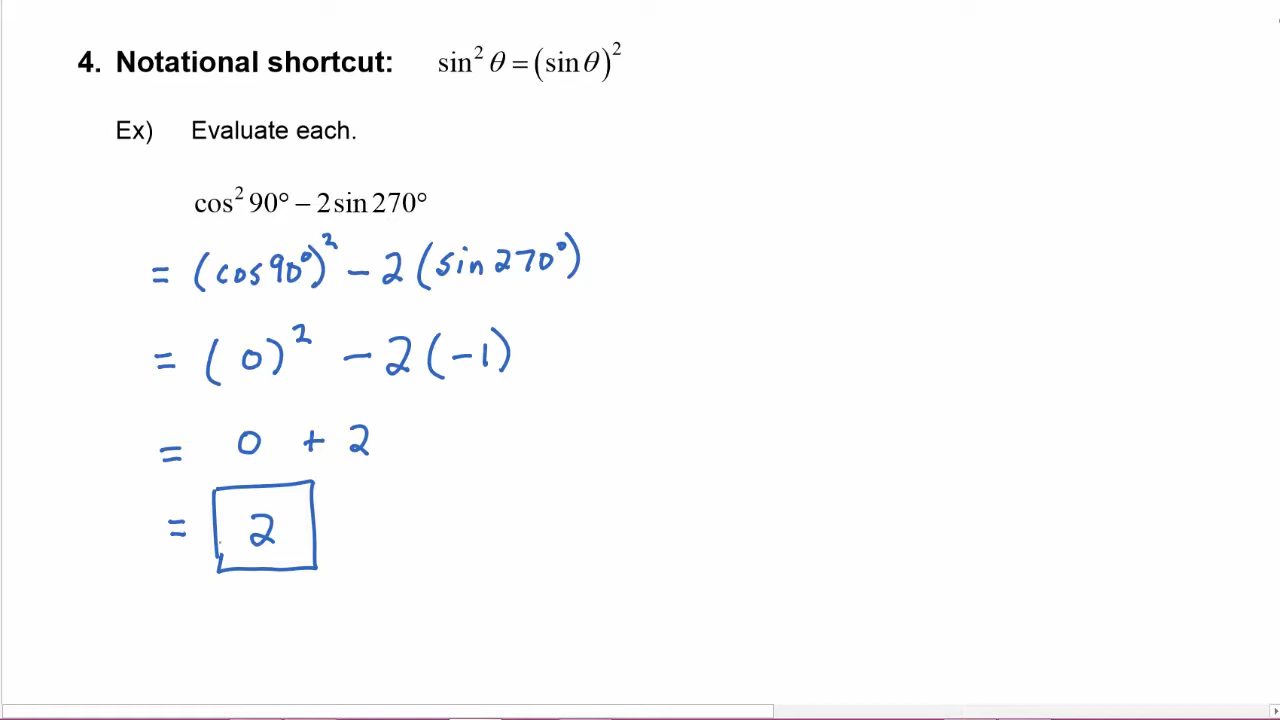 4. Notational shortcut: sin² θ = (sin θ)²
Ex) Evaluate each.
cos² 90° – 2 sin 270°
= (cos 90°)² – 2 (sin 270°)
= ( 0 )² – 2 (–1)
= 0 + 2
= 2